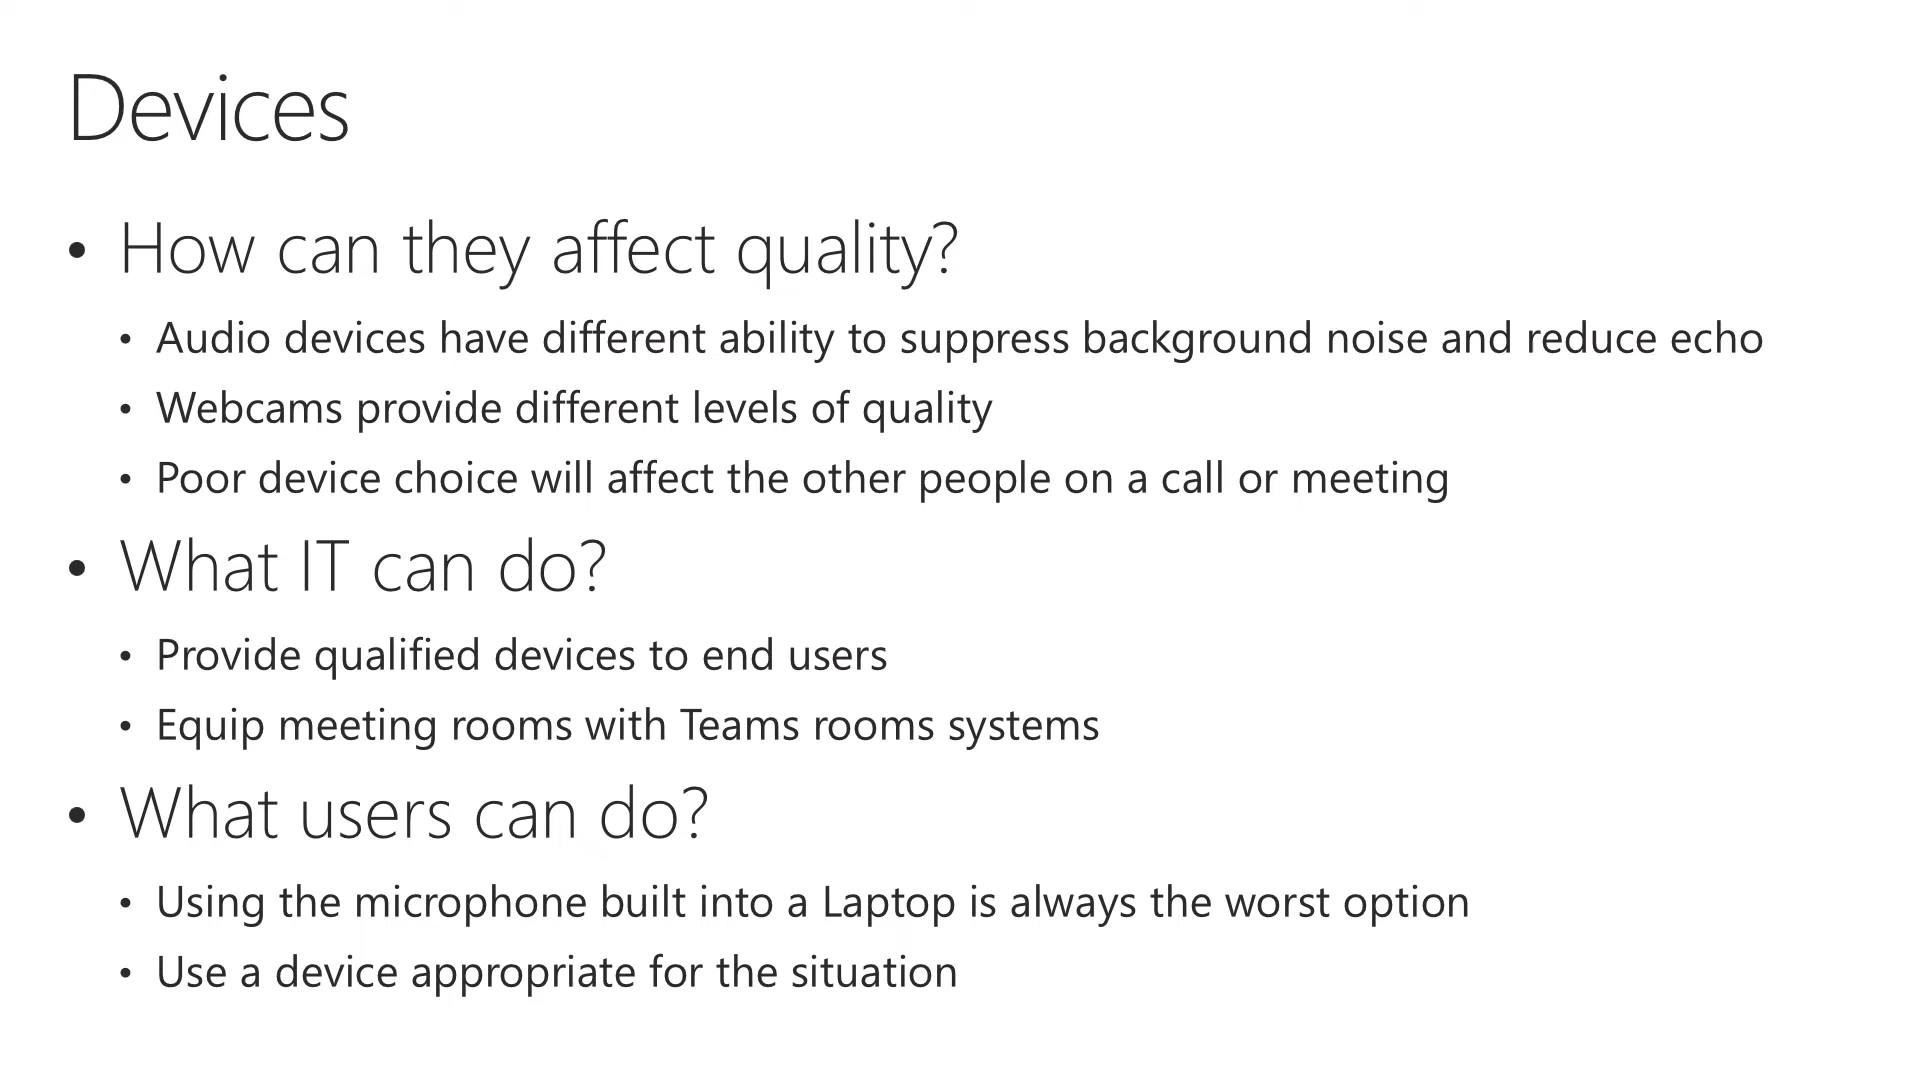 Devices
• How can they affect quality?
• Audio devices have different ability to suppress background noise and reduce echo
• Webcams provide different levels of quality
• Poor device choice will affect the other people on a call or meeting
• What IT can do?
• Provide qualified devices to end users
• Equip meeting rooms with Teams rooms systems
• What users can do?
• Using the microphone built into a Laptop is always the worst option
• Use a device appropriate for the situation